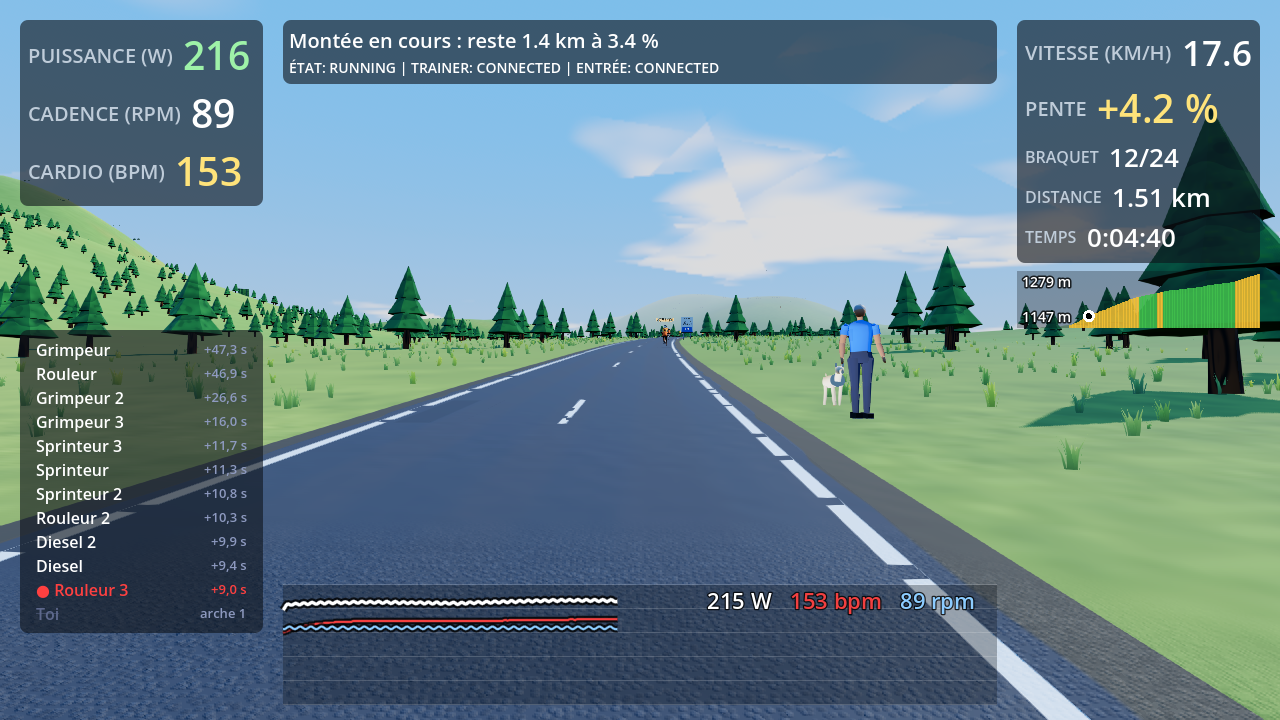 PUISSANCE (W) 216
CADENCE (RPM) 89
CARDIO (BPM) 153
Montée en cours : reste 1.4 km à 3.4 %
ÉTAT: RUNNING | TRAINER: CONNECTED | ENTRÉE: CONNECTED
VITESSE (KM/H) 17.6
PENTE +4.2 %
BRAQUET 12/24
DISTANCE 1.51 km
TEMPS 0:04:40
1279 m
1147 m
Grimpeur +47,3 s
Rouleur +46,9 s
Grimpeur 2 +26,6 s
Grimpeur 3 +16,0 s
Sprinteur 3 +11,7 s
Sprinteur +11,3 s
Sprinteur 2 +10,8 s
Rouleur 2 +10,3 s
Diesel 2 +9,9 s
Diesel +9,4 s
Rouleur 3 +9,0 s
Toi arche 1
215 W 153 bpm 89 rpm